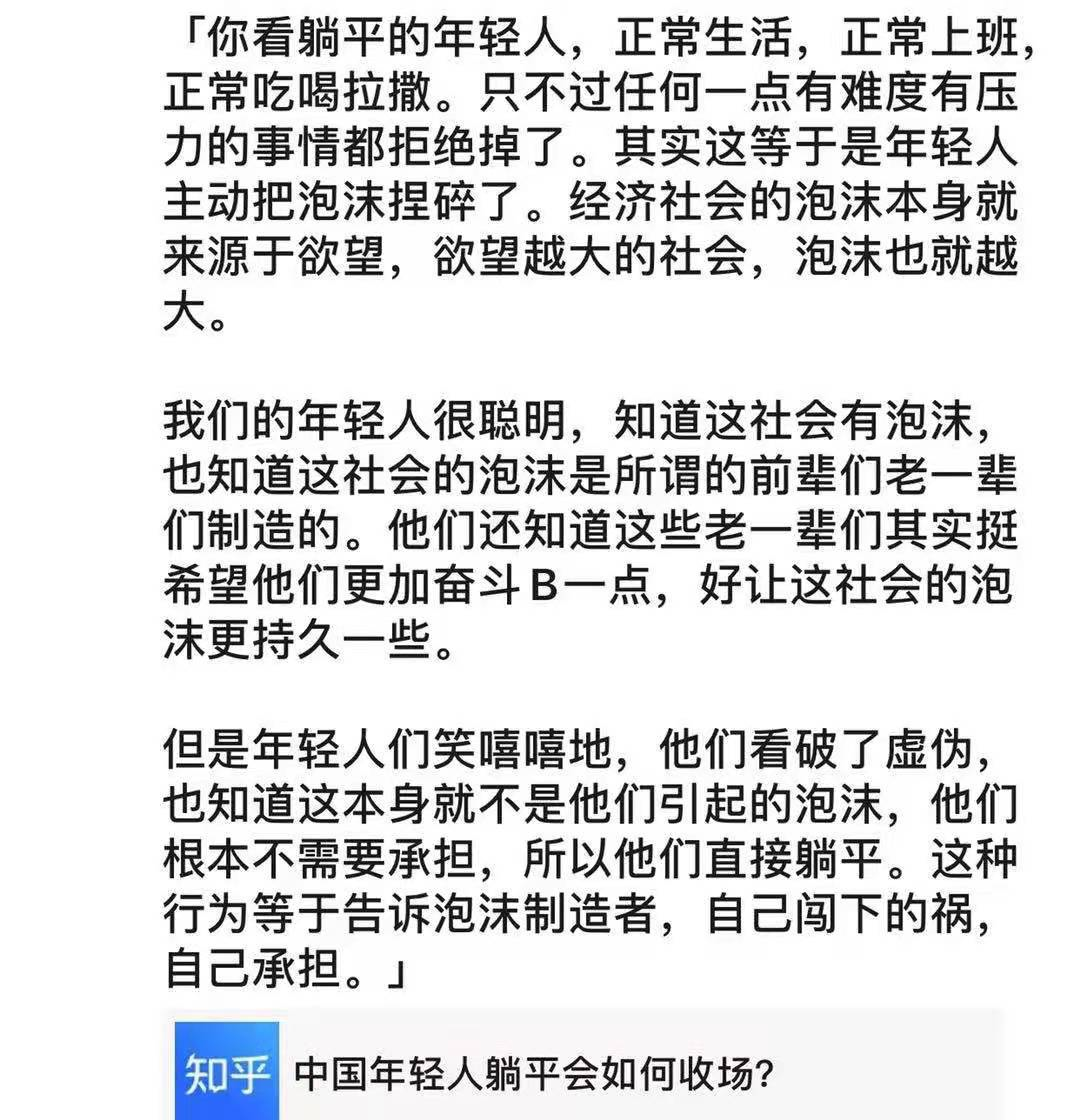 「你看躺平的年轻人，正常生活，正常上班，
正常吃喝拉撒。只不过任何一点有难度有压
力的事情都拒绝掉了。其实这等于是年轻人
主动把泡沫捏碎了。经济社会的泡沫本身就
来源于欲望，欲望越大的社会，泡沫也就越
大。
我们的年轻人很聪明，知道这社会有泡沫，
也知道这社会的泡沫是所谓的前辈们老一辈
们制造的。他们还知道这些老一辈们其实挺
希望他们更加奋斗B一点，好让这社会的泡
沫更持久一些。
但是年轻人们笑嘻嘻地，他们看破了虚伪，
也知道这本身就不是他们引起的泡沫，他们
根本不需要承担，所以他们直接躺平。这种
行为等于告诉泡沫制造者，自己闯下的祸，
自己承担。」
知乎 中国年轻人躺平会如何收场?